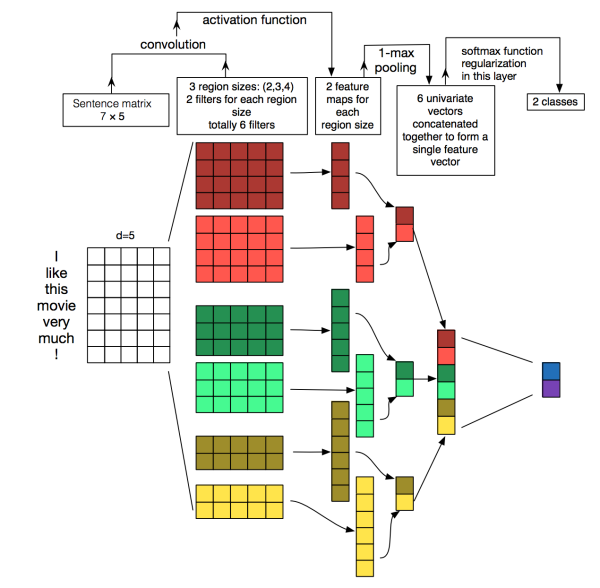 activation function
convolution
1-max
pooling
softmax function
regularization
in this layer
Sentence matrix
7 × 5
3 region sizes: (2,3,4)
2 filters for each region
size
totally 6 filters
2 feature
maps for
each
region size
6 univariate
vectors
concatenated
together to form a
single feature
vector
2 classes
d=5
I
like
this
movie
very
much
!